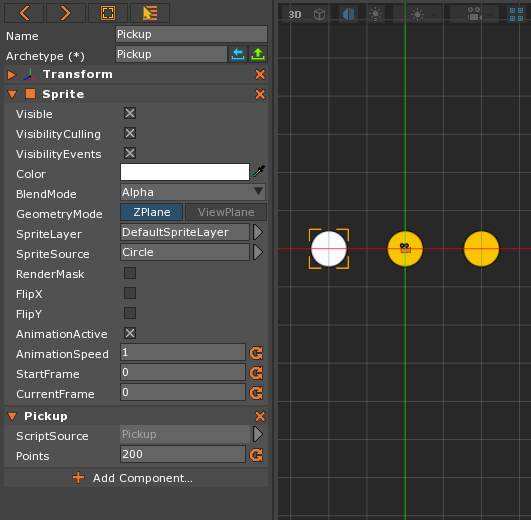 Name Pickup
Archetype (*) Pickup
Transform
Sprite
Visible
VisibilityCulling
VisibilityEvents
Color
BlendMode Alpha
GeometryMode ZPlane ViewPlane
SpriteLayer DefaultSpriteLayer
SpriteSource Circle
RenderMask
FlipX
FlipY
AnimationActive
AnimationSpeed 1
StartFrame 0
CurrentFrame 0
Pickup
ScriptSource Pickup
Points 200
Add Component...
3D